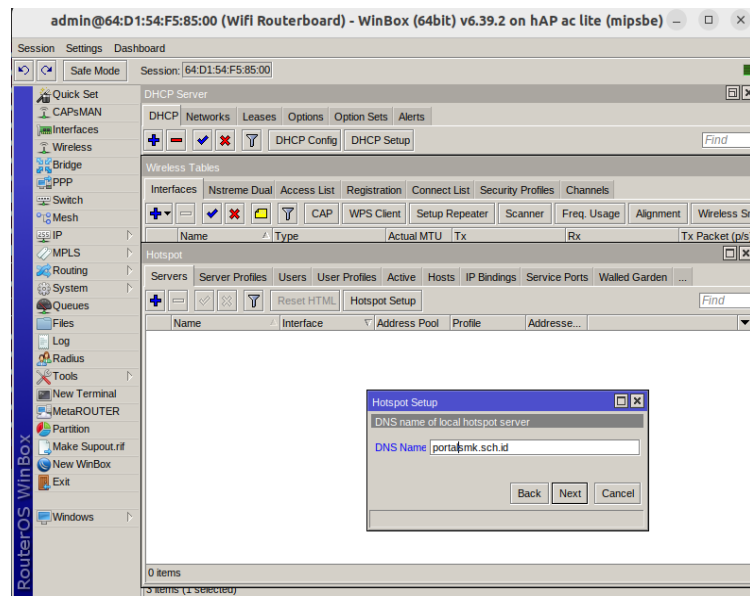 admin@64:D1:54:F5:85:00 (Wifi Routerboard) - WinBox (64bit) v6.39.2 on hAP ac lite (mipsbe)
Session Settings Dashboard
Safe Mode Session: 64:D1:54:F5:85:00
Quick Set
CAPsMAN
Interfaces
Wireless
Bridge
PPP
Switch
Mesh
IP
MPLS
Routing
System
Queues
Files
Log
Radius
Tools
New Terminal
MetaROUTER
Partition
Make Supout.rif
New WinBox
Exit
Windows
RouterOS WinBox
DHCP Server
DHCP Networks Leases Options Option Sets Alerts
DHCP Config DHCP Setup Find
Wireless Tables
Interfaces Nstreme Dual Access List Registration Connect List Security Profiles Channels
CAP WPS Client Setup Repeater Scanner Freq. Usage Alignment Wireless Sn
Name Type Actual MTU Tx Rx Tx Packet (p/s
Hotspot
Servers Server Profiles Users User Profiles Active Hosts IP Bindings Service Ports Walled Garden ...
Reset HTML Hotspot Setup Find
Name Interface Address Pool Profile Addresse...
Hotspot Setup
DNS name of local hotspot server
DNS Name portalsmk.sch.id
Back Next Cancel
0 items
3 items (1 selected)